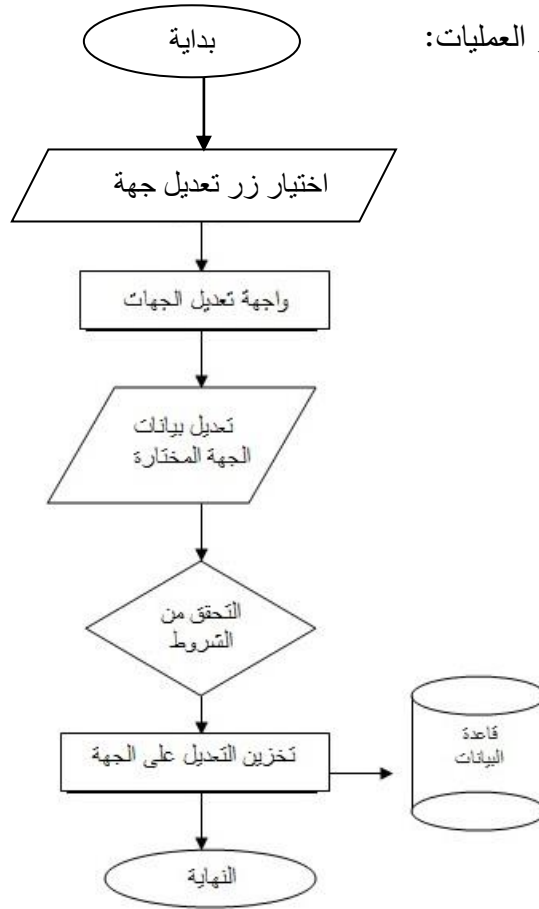 العمليات:
بداية
اختيار زر تعديل جهة
واجهة تعديل الجهات
تعديل بيانات
الجهة المختارة
التحقق من
الشروط
تخزين التعديل على الجهة
قاعدة
البيانات
النهاية